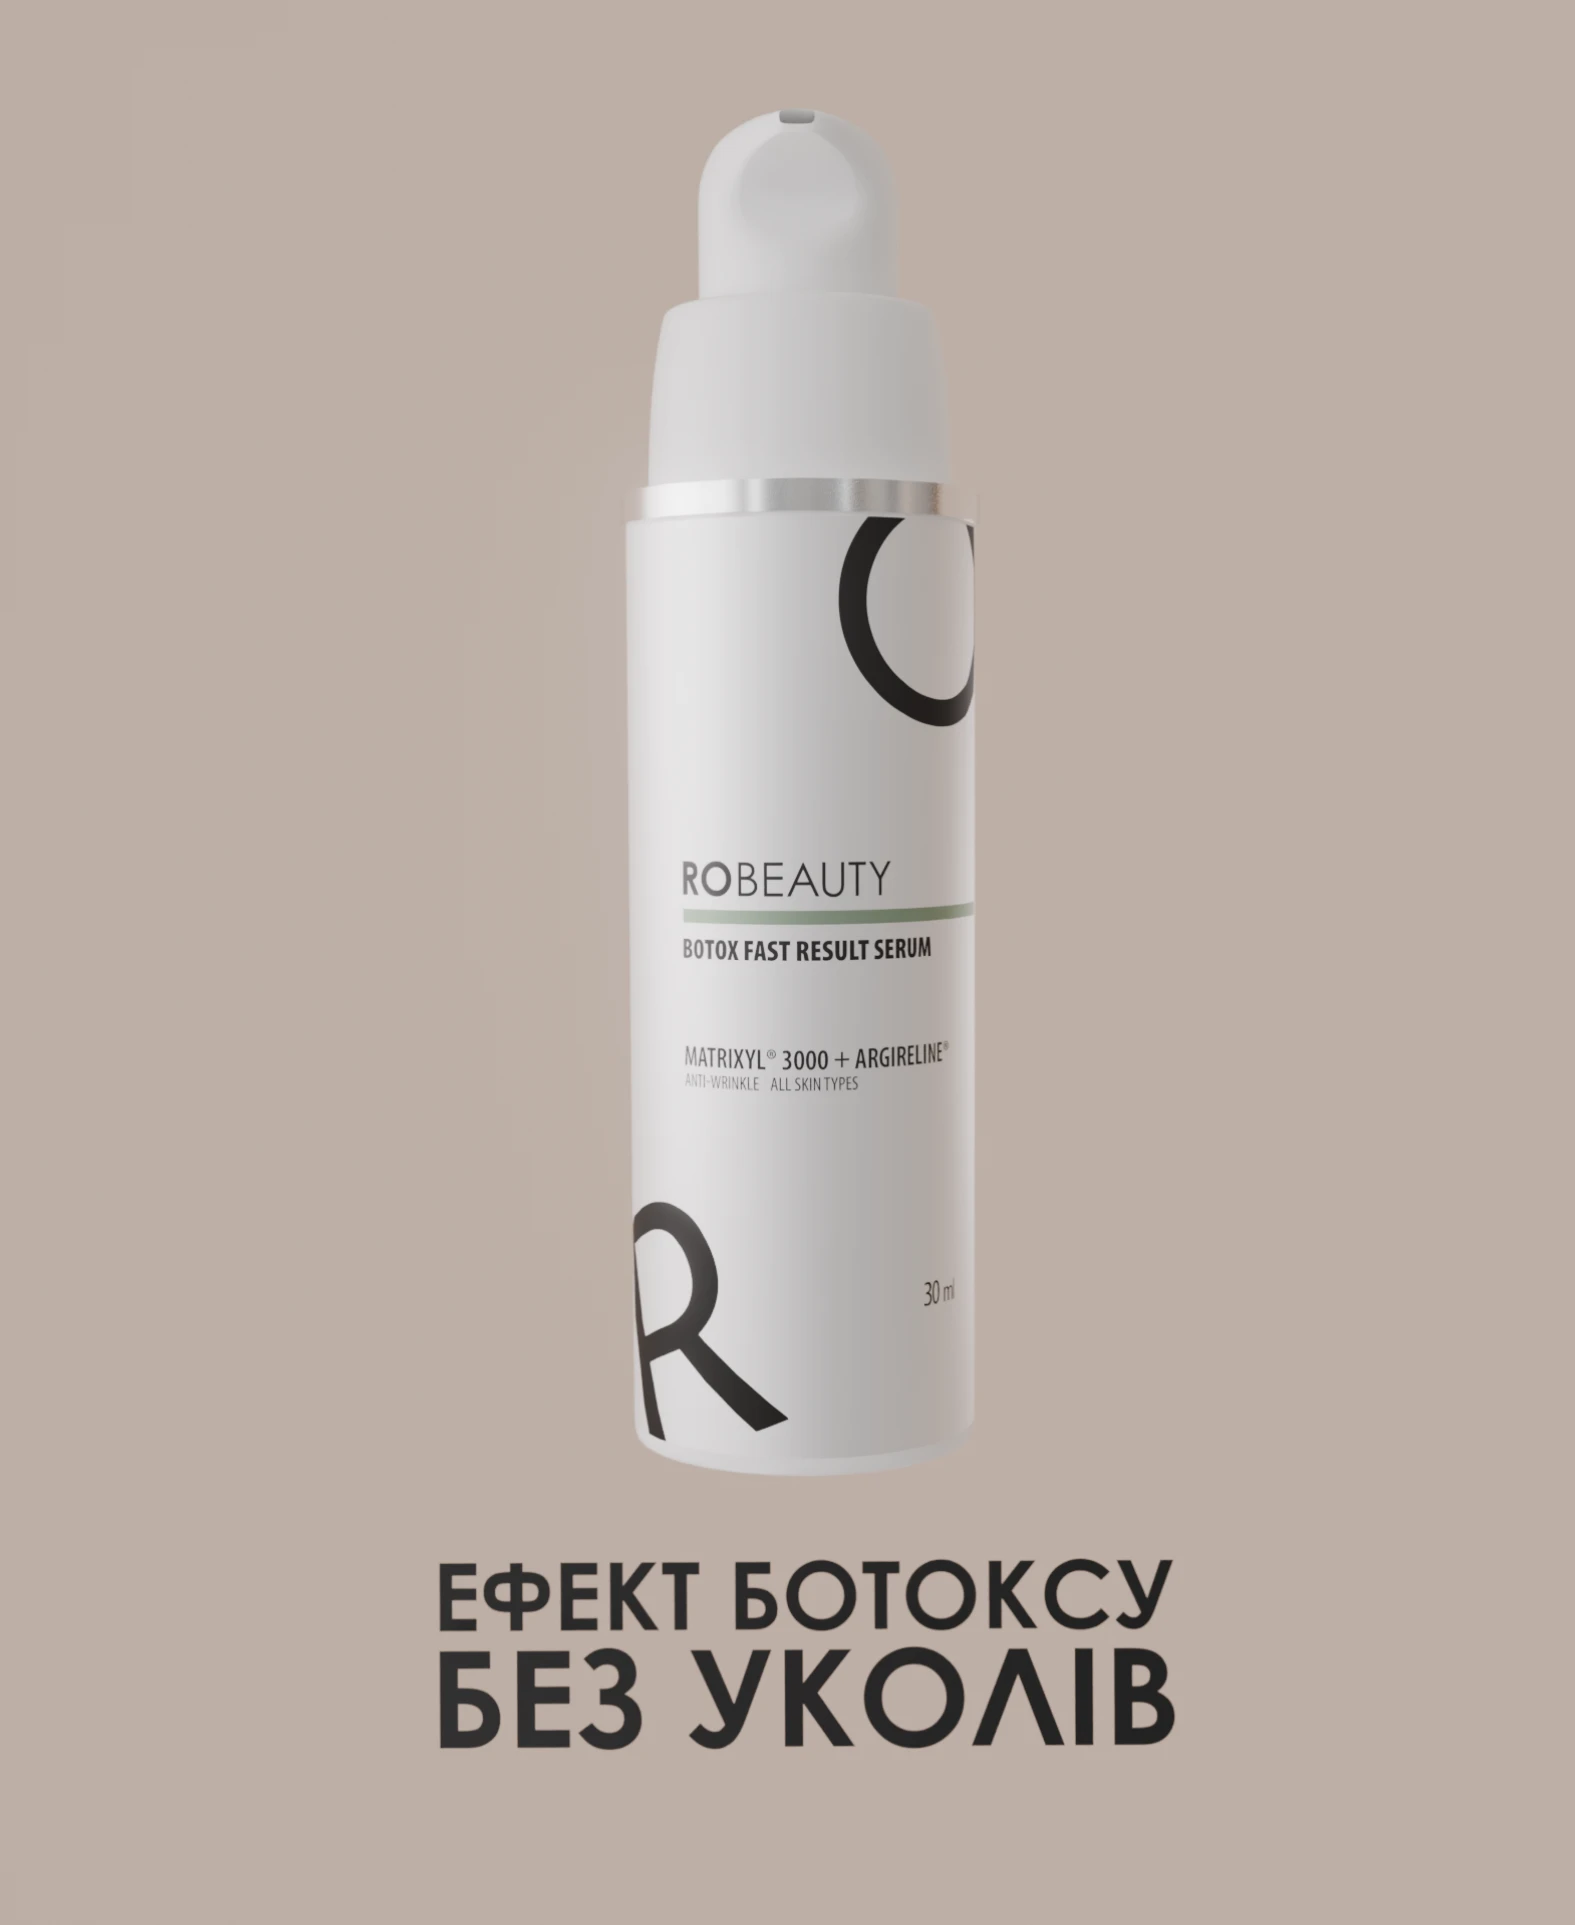 ROBEAUTY
BOTOX FAST RESULT SERUM
MATRIXYL® 3000 + ARGIRELINE®
ANTI-WRINKLE ALL SKIN TYPES
R
30 ml
ЕФЕКТ БОТОКСУ
БЕЗ УКОЛІВ